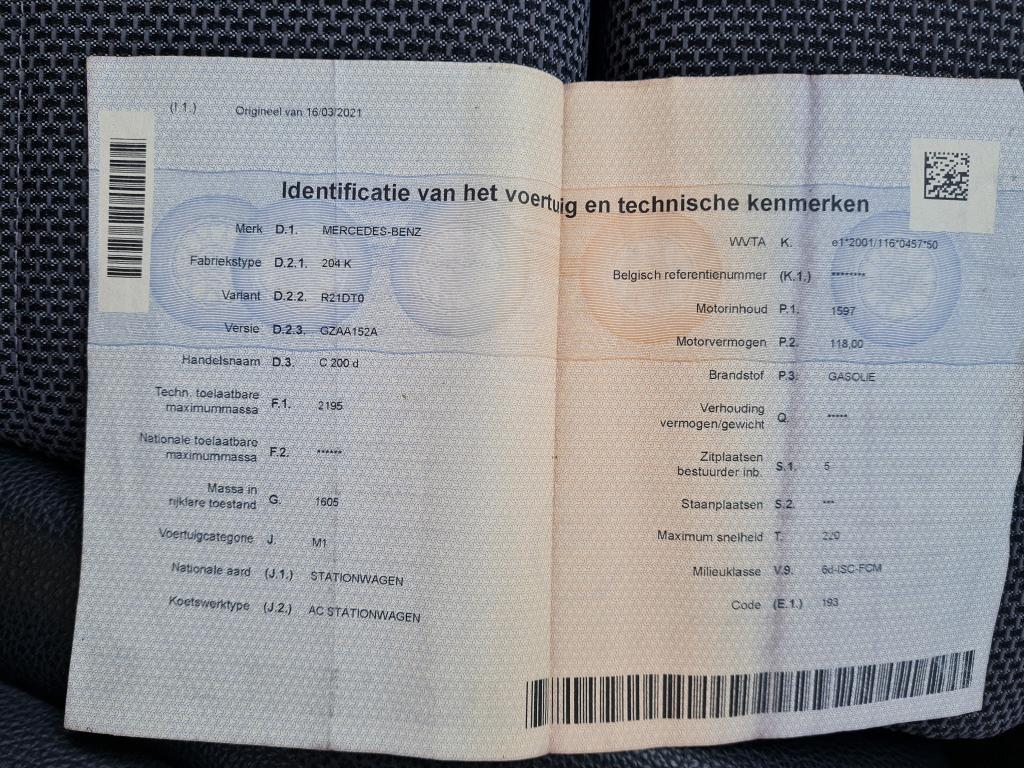 (I.1.) Origineel van 16/03/2021
Identificatie van het voertuig en technische kenmerken
Merk D.1. MERCEDES-BENZ
Fabriekstype D.2.1. 204 K
Variant D.2.2. R21DT0
Versie D.2.3. GZAA152A
Handelsnaam D.3. C 200 d
Techn. toelaatbare
maximummassa F.1. 2195
Nationale toelaatbare
maximummassa F.2. ******
Massa in
rijklare toestand G. 1605
Voertuigcategorie J. M1
Nationale aard (J.1.) STATIONWAGEN
Koetswerktype (J.2.) AC STATIONWAGEN
WVTA K. e1*2001/116*0457*50
Belgisch referentienummer (K.1.) ********
Motorinhoud P.1. 1597
Motorvermogen P.2. 118,00
Brandstof P.3. GASOLIE
Verhouding
vermogen/gewicht Q. *****
Zitplaatsen
bestuurder inb. S.1. 5
Staanplaatsen S.2. ***
Maximum snelheid T. 220
Milieuklasse V.9. 6d-ISC-FCM
Code (E.1.) 193